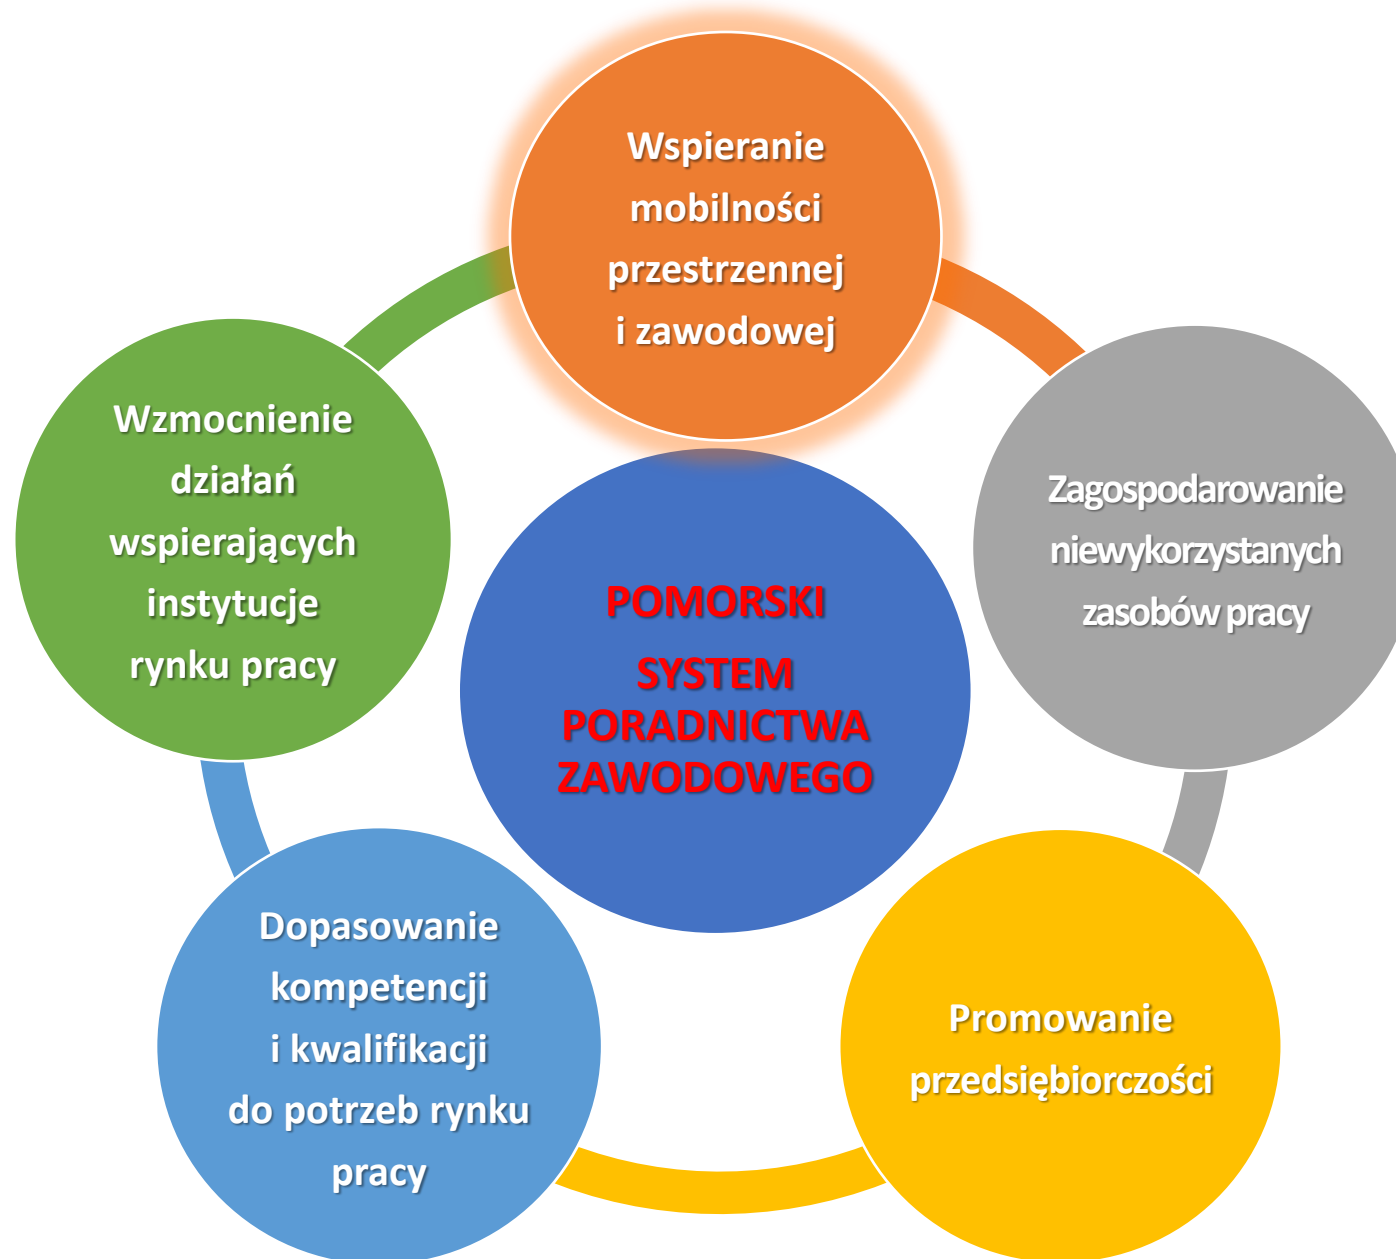 Wspieranie
mobilności
przestrzennej
i zawodowej
Wzmocnienie
działań
wspierających
instytucje
rynku pracy
Zagospodarowanie
niewykorzystanych
zasobów pracy
POMORSKI
SYSTEM
PORADNICTWA
ZAWODOWEGO
Dopasowanie
kompetencji
i kwalifikacji
do potrzeb rynku
pracy
Promowanie
przedsiębiorczości